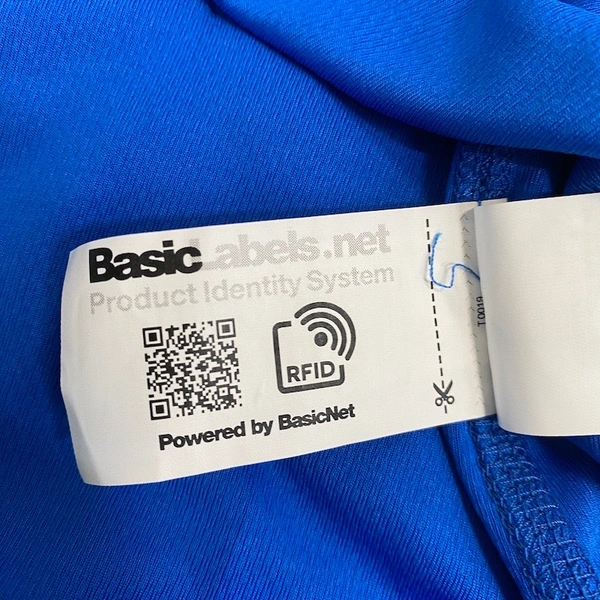 BasicLabels.net
Product Identity System
RFID
Powered by BasicNet
T0019